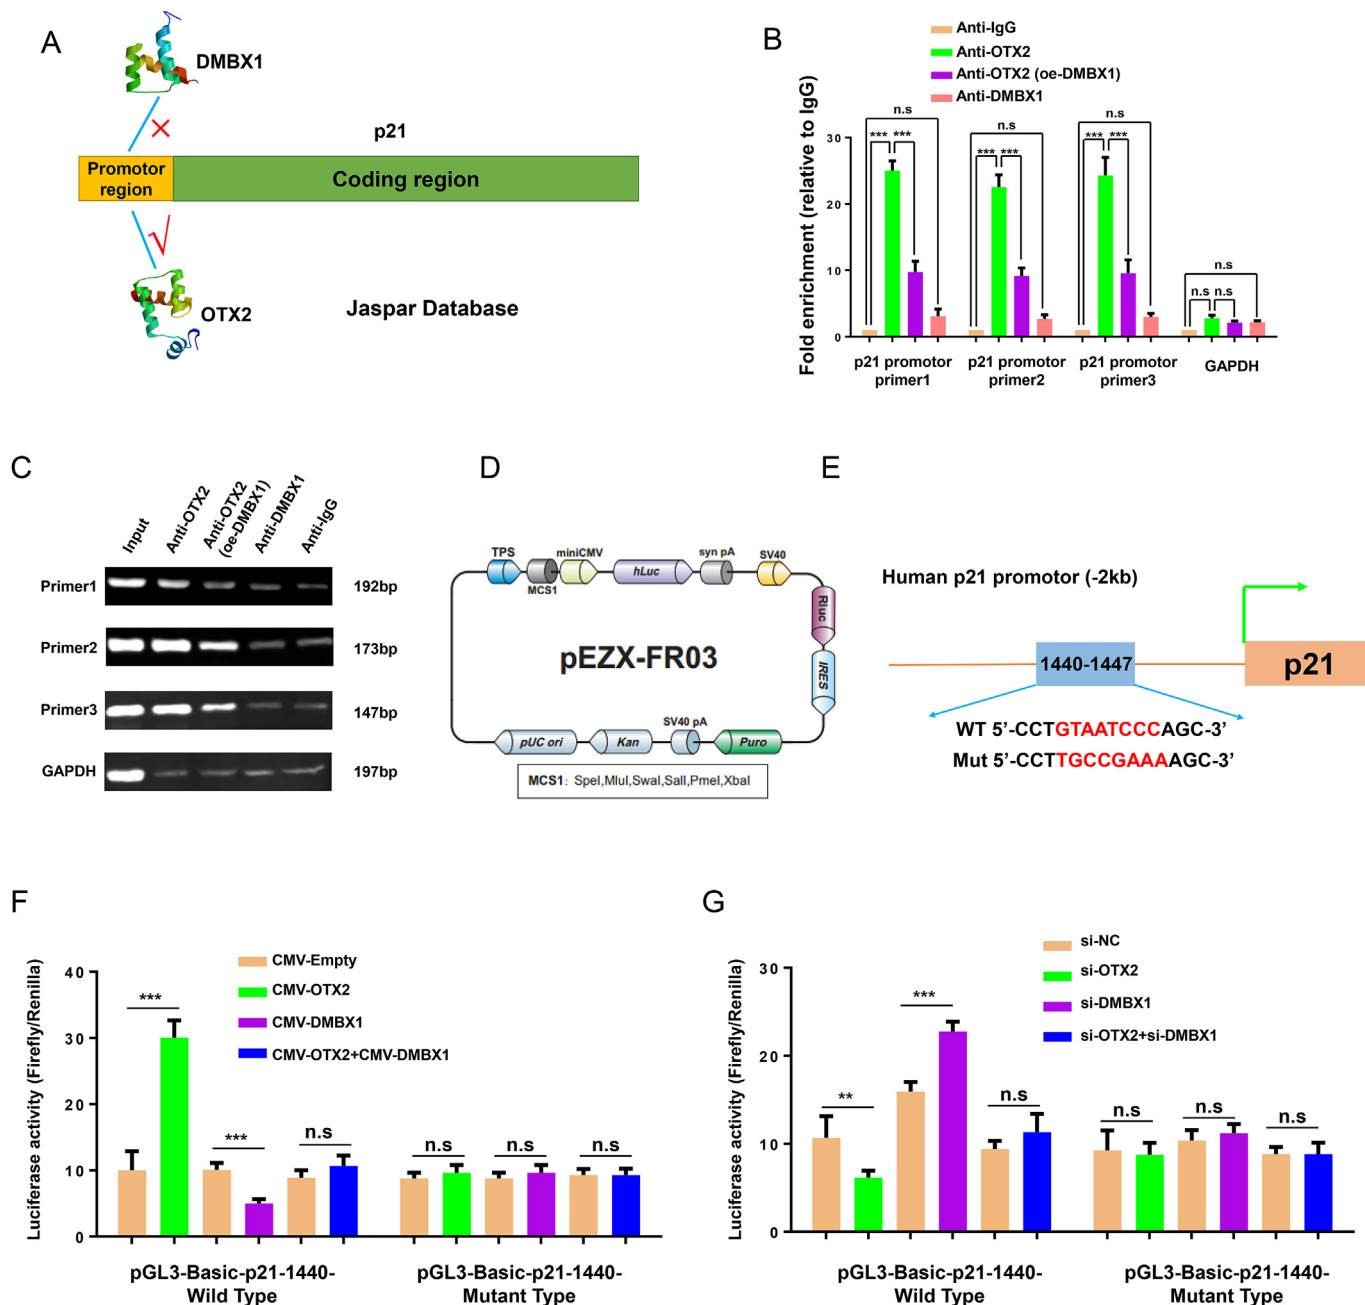 A
DMBX1
p21
Promotor
region
Coding region
OTX2
Jaspar Database
B
Anti-IgG
Anti-OTX2
Anti-OTX2 (oe-DMBX1)
Anti-DMBX1
Fold enrichment (relative to IgG)
30
20
10
0
n.s
*** ***
n.s
*** ***
n.s
*** ***
n.s
n.s n.s
p21 promotor
primer1
p21 promotor
primer2
p21 promotor
primer3
GAPDH
C
Input
Anti-OTX2
Anti-OTX2
(oe-DMBX1)
Anti-DMBX1
Anti-IgG
Primer1 192bp
Primer2 173bp
Primer3 147bp
GAPDH 197bp
D
TPS
MCS1
miniCMV
hLuc
syn pA
SV40
Rluc
IRES
Puro
SV40 pA
Kan
pUC ori
pEZX-FR03
MCS1: SpeI,MluI,SwaI,SalI,PmeI,XbaI
E
Human p21 promotor (-2kb)
1440-1447
p21
WT 5'-CCTGTAATCCCAGC-3'
Mut 5'-CCTTGCCGAAAAGC-3'
F
CMV-Empty
CMV-OTX2
CMV-DMBX1
CMV-OTX2+CMV-DMBX1
Luciferase activity (Firefly/Renilla)
40
30
20
10
0
***
***
n.s
n.s
n.s
n.s
pGL3-Basic-p21-1440-
Wild Type
pGL3-Basic-p21-1440-
Mutant Type
G
si-NC
si-OTX2
si-DMBX1
si-OTX2+si-DMBX1
Luciferase activity (Firefly/Renilla)
30
20
10
0
**
***
n.s
n.s
n.s
n.s
pGL3-Basic-p21-1440-
Wild Type
pGL3-Basic-p21-1440-
Mutant Type